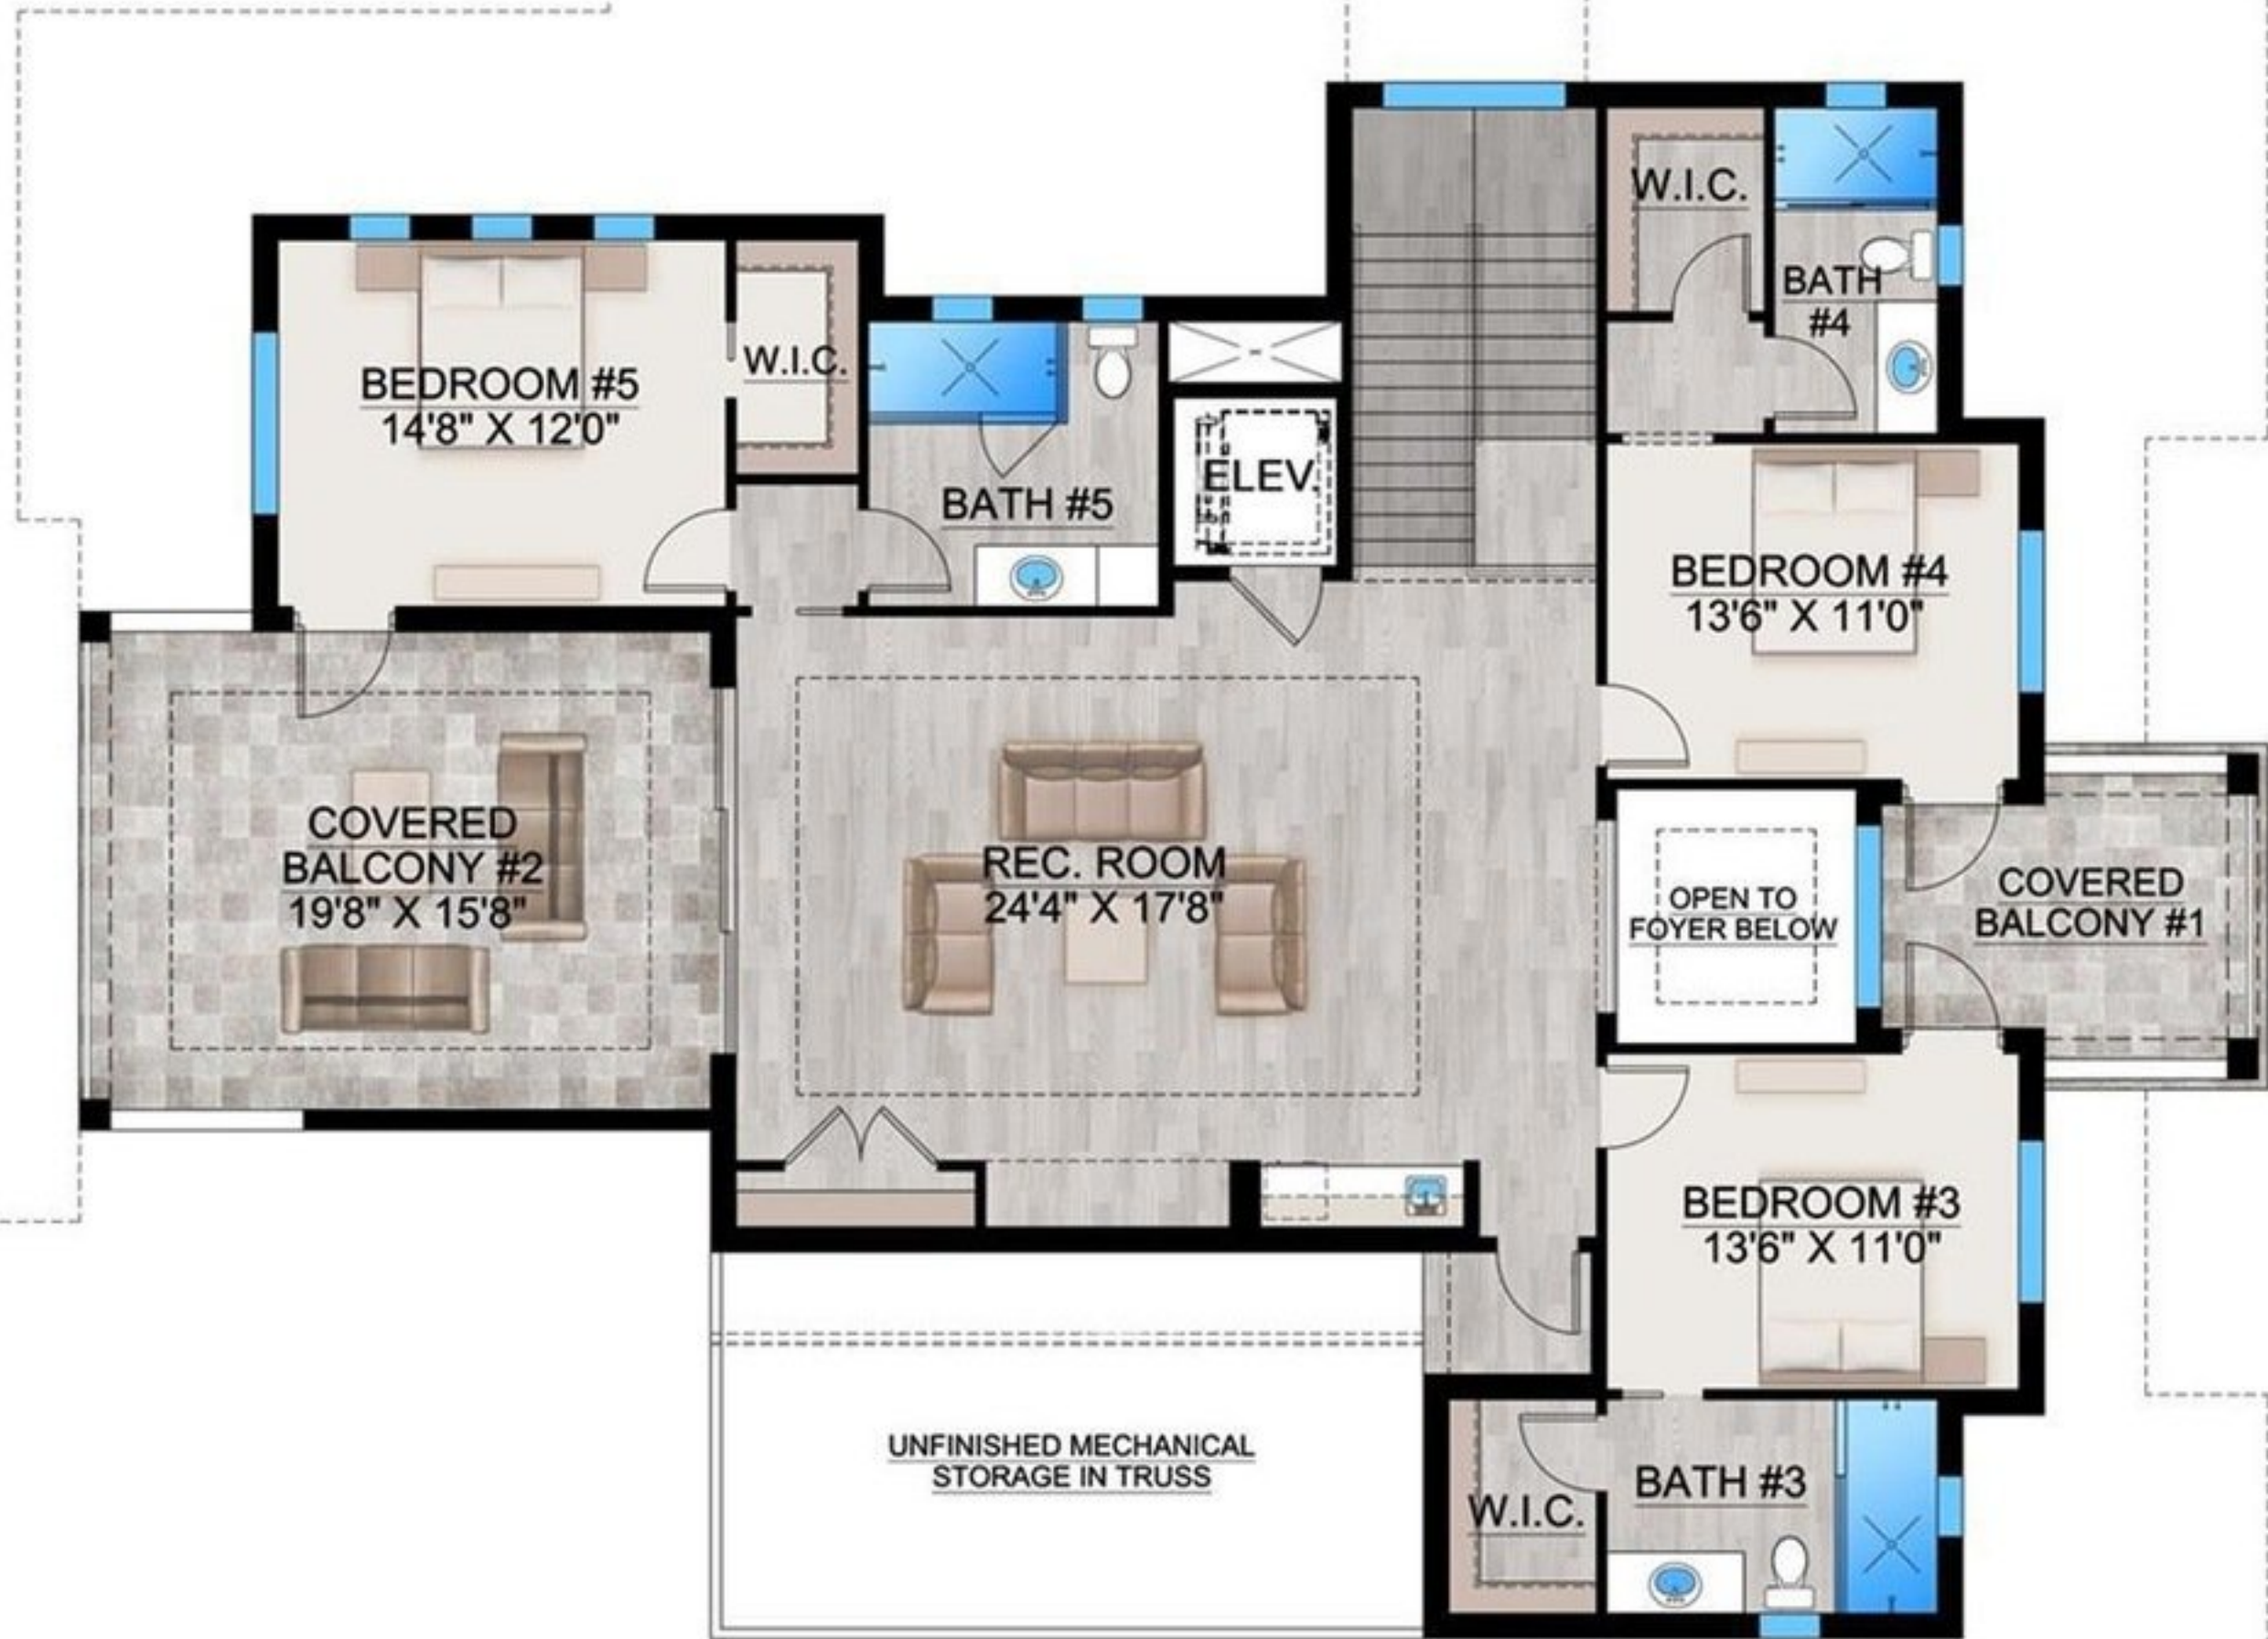 W.I.C.
BATH
#4
BEDROOM #5
14'8" X 12'0"
W.I.C.
BATH #5
ELEV.
BEDROOM #4
13'6" X 11'0"
COVERED
BALCONY #2
19'8" X 15'8"
REC. ROOM
24'4" X 17'8"
OPEN TO
FOYER BELOW
COVERED
BALCONY #1
BEDROOM #3
13'6" X 11'0"
UNFINISHED MECHANICAL
STORAGE IN TRUSS
W.I.C.
BATH #3